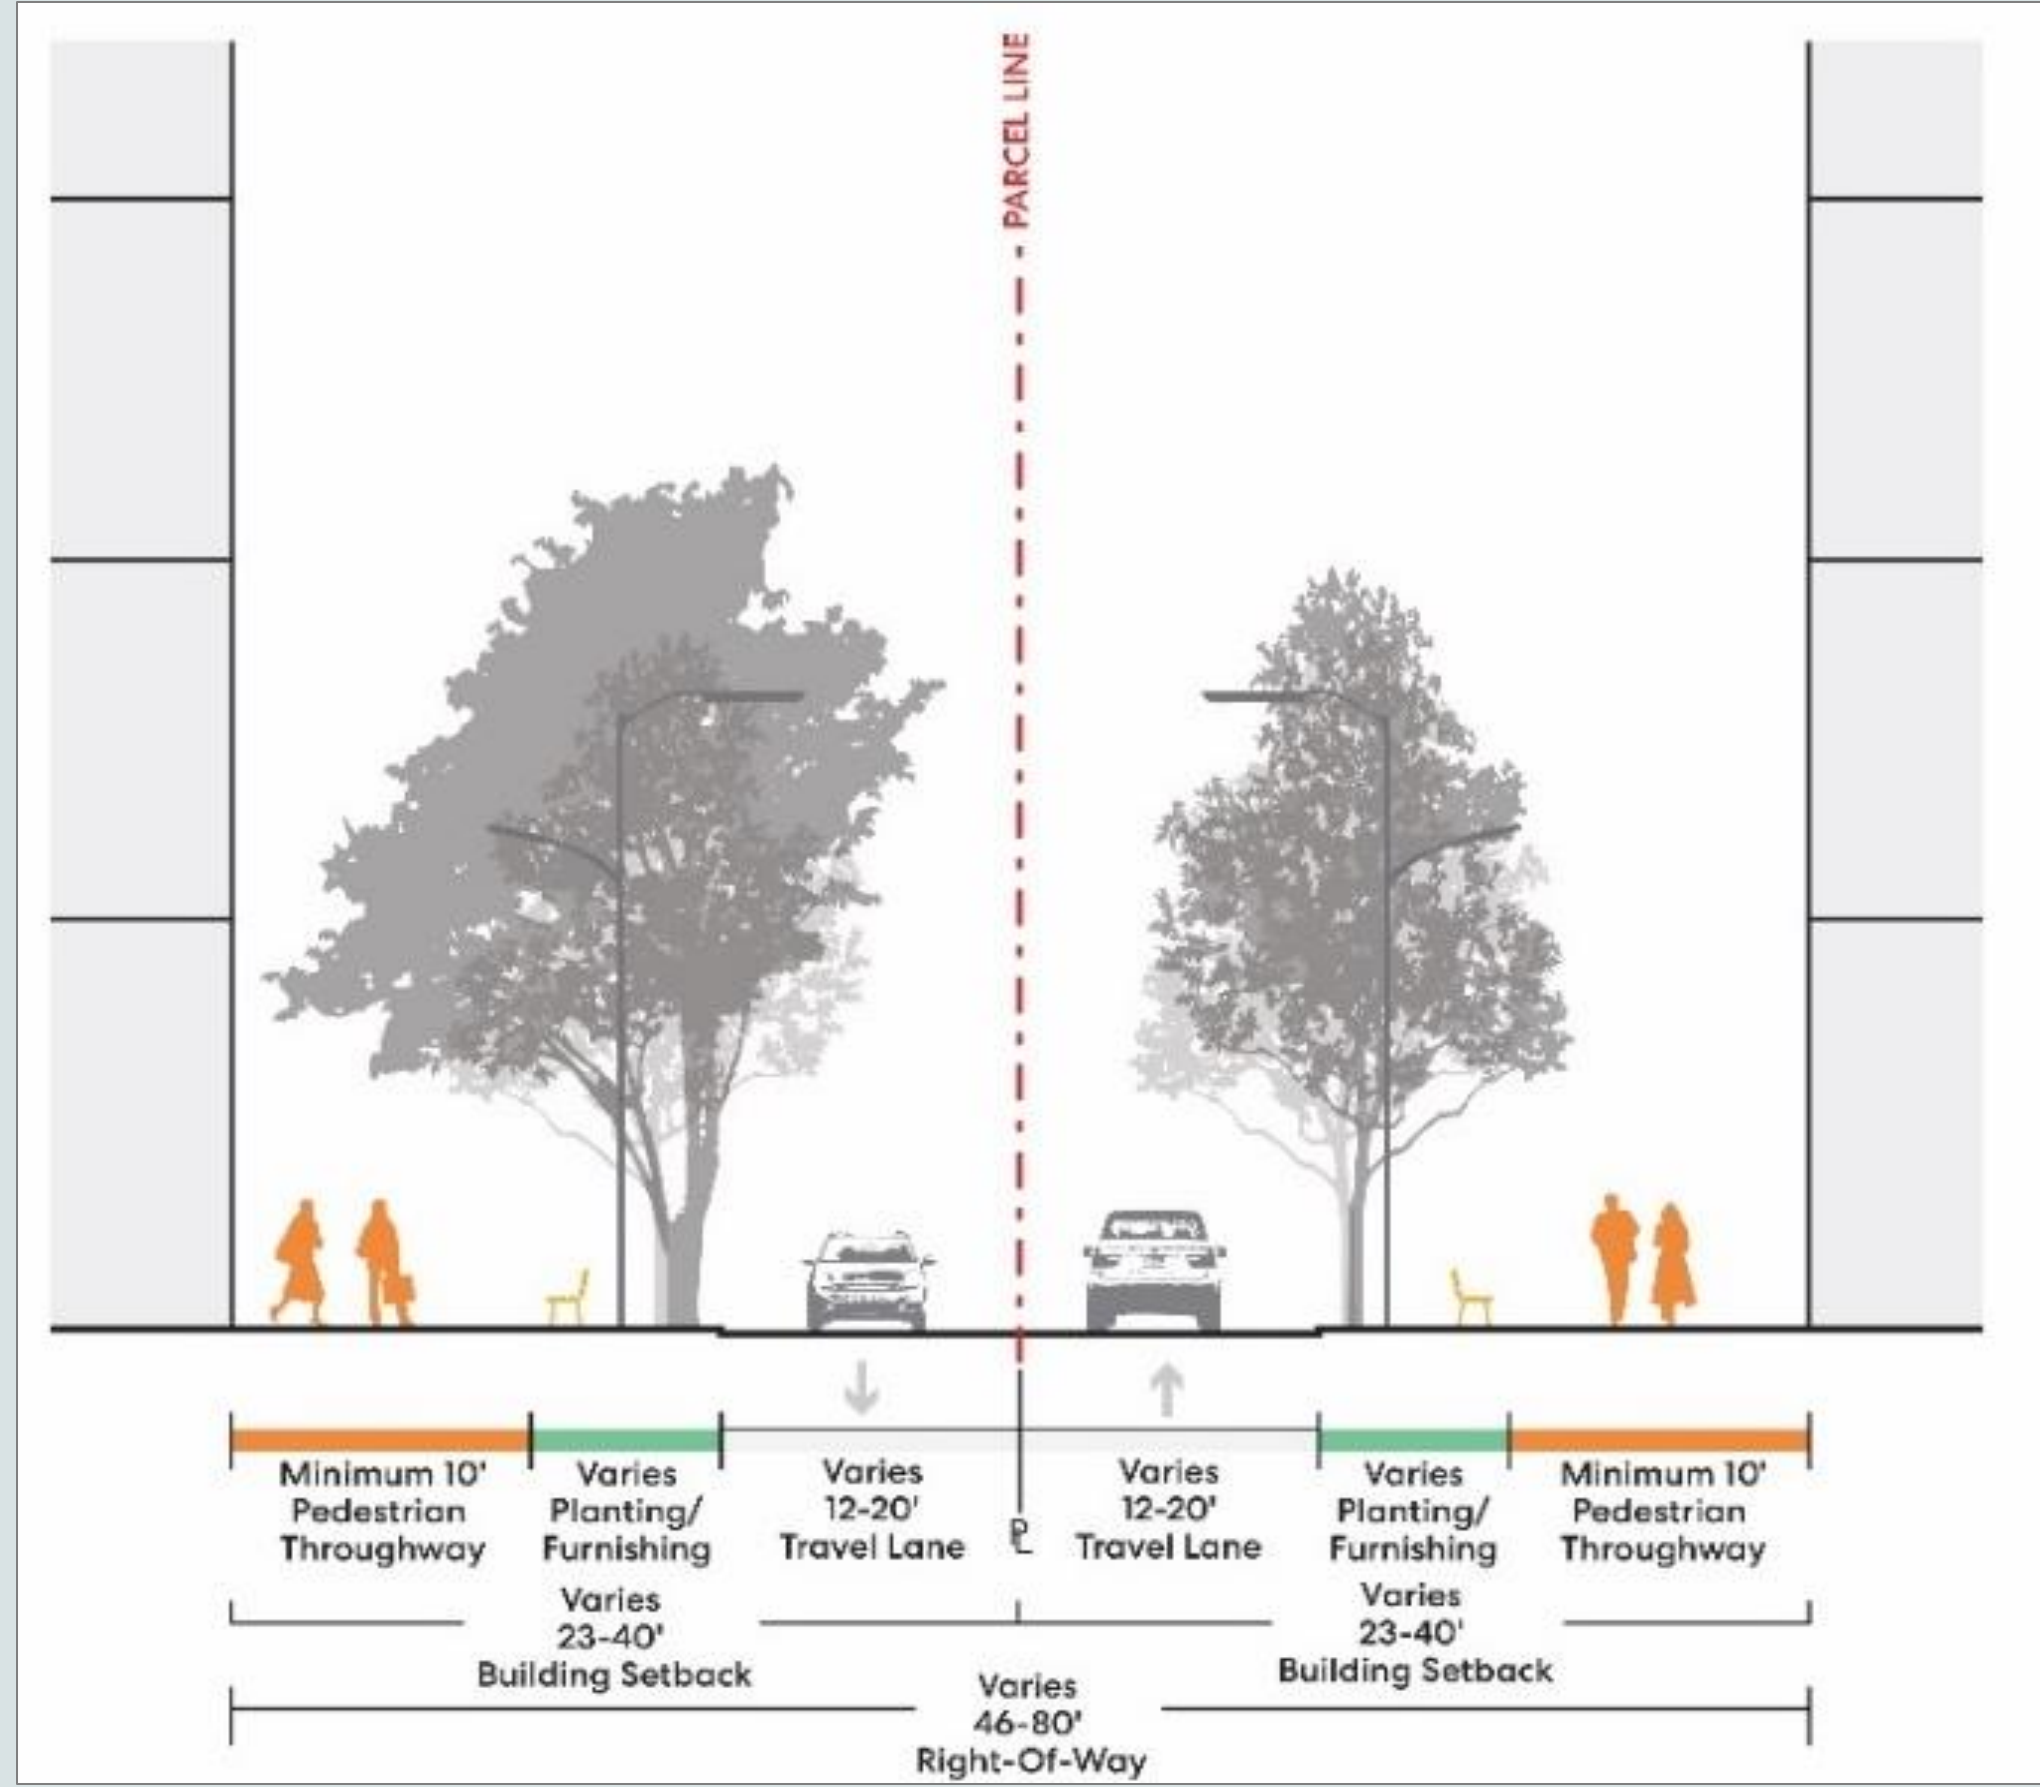 PARCEL LINE
Minimum 10'
Pedestrian
Throughway
Varies
Planting/
Furnishing
Varies
12-20'
Travel Lane
PL
Varies
12-20'
Travel Lane
Varies
Planting/
Furnishing
Minimum 10'
Pedestrian
Throughway
Varies
23-40'
Building Setback
Varies
23-40'
Building Setback
Varies
46-80'
Right-Of-Way